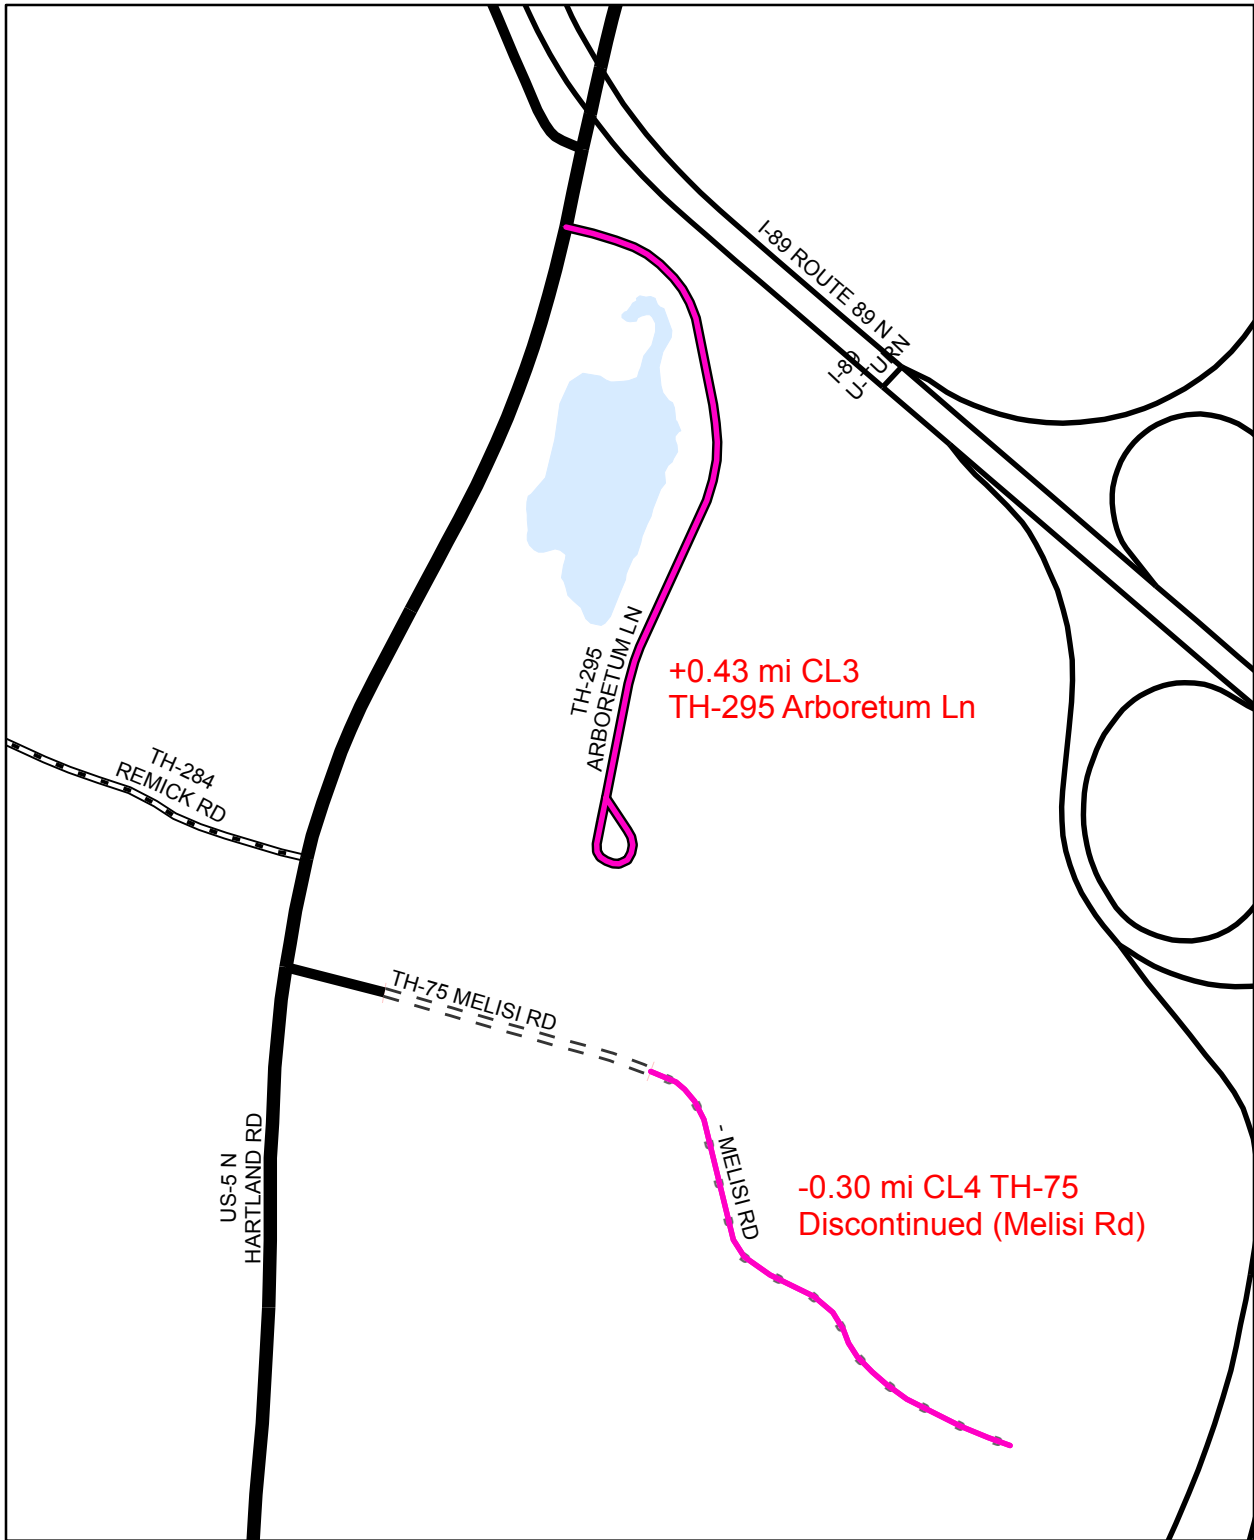 I-89 ROUTE 89 N
I-89
U-TURN
TH-295
ARBORETUM LN
+0.43 mi CL3
TH-295 Arboretum Ln
TH-284
REMICK RD
TH-75 MELISI RD
US-5 N
HARTLAND RD
- MELISI RD
-0.30 mi CL4 TH-75
Discontinued (Melisi Rd)